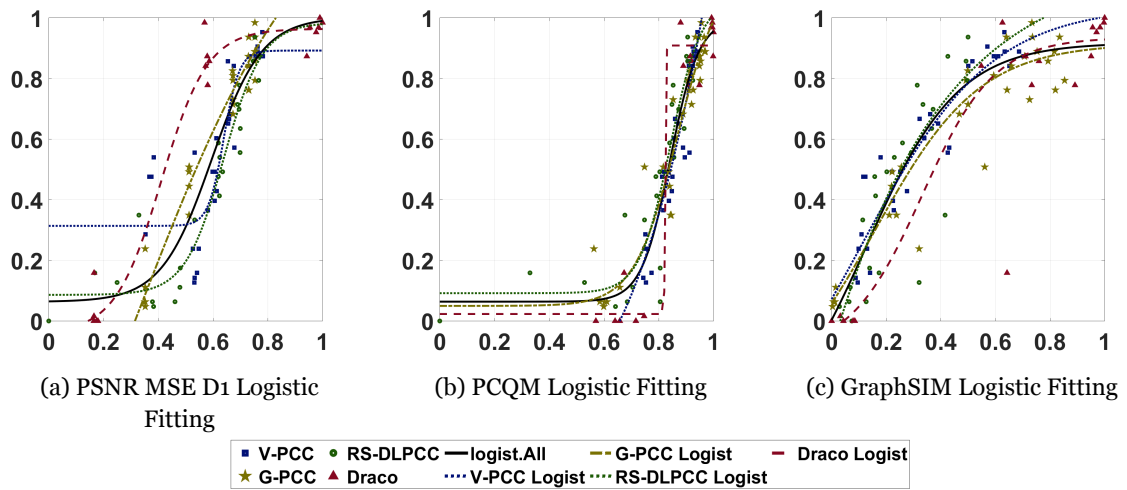 1
0.8
0.6
0.4
0.2
0
0 0.2 0.4 0.6 0.8 1
(a) PSNR MSE D1 Logistic
Fitting
1
0.8
0.6
0.4
0.2
0
0 0.2 0.4 0.6 0.8 1
(b) PCQM Logistic Fitting
1
0.8
0.6
0.4
0.2
0
0 0.2 0.4 0.6 0.8 1
(c) GraphSIM Logistic Fitting
V-PCC RS-DLPCC logist.All G-PCC Logist Draco Logist
G-PCC Draco V-PCC Logist RS-DLPCC Logist